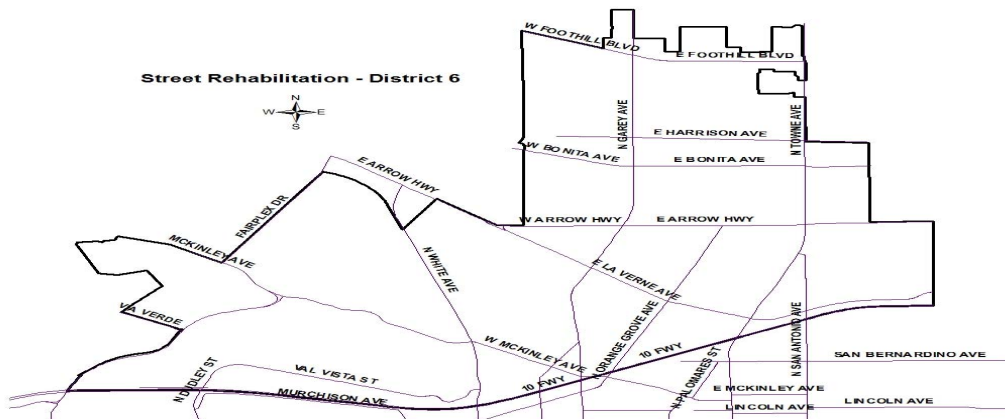 W FOOTHILL BLVD
E FOOTHILL BLVD
Street Rehabilitation - District 6
N
W E
S
N GAREY AVE
N TOWNE AVE
E HARRISON AVE
W BONITA AVE
E BONITA AVE
E ARROW HWY
FAIRPLEX DR
W ARROW HWY
E ARROW HWY
MCKINLEY AVE
N WHITE AVE
E LA VERNE AVE
VIA VERDE
N ORANGE GROVE AVE
N SAN ANTONIO AVE
W MCKINLEY AVE
10 FWY
SAN BERNARDINO AVE
N DUDLEY ST
VAL VISTA ST
10 FWY
N PALOMARES ST
MURCHISON AVE
E MCKINLEY AVE
LINCOLN AVE
LINCOLN AVE